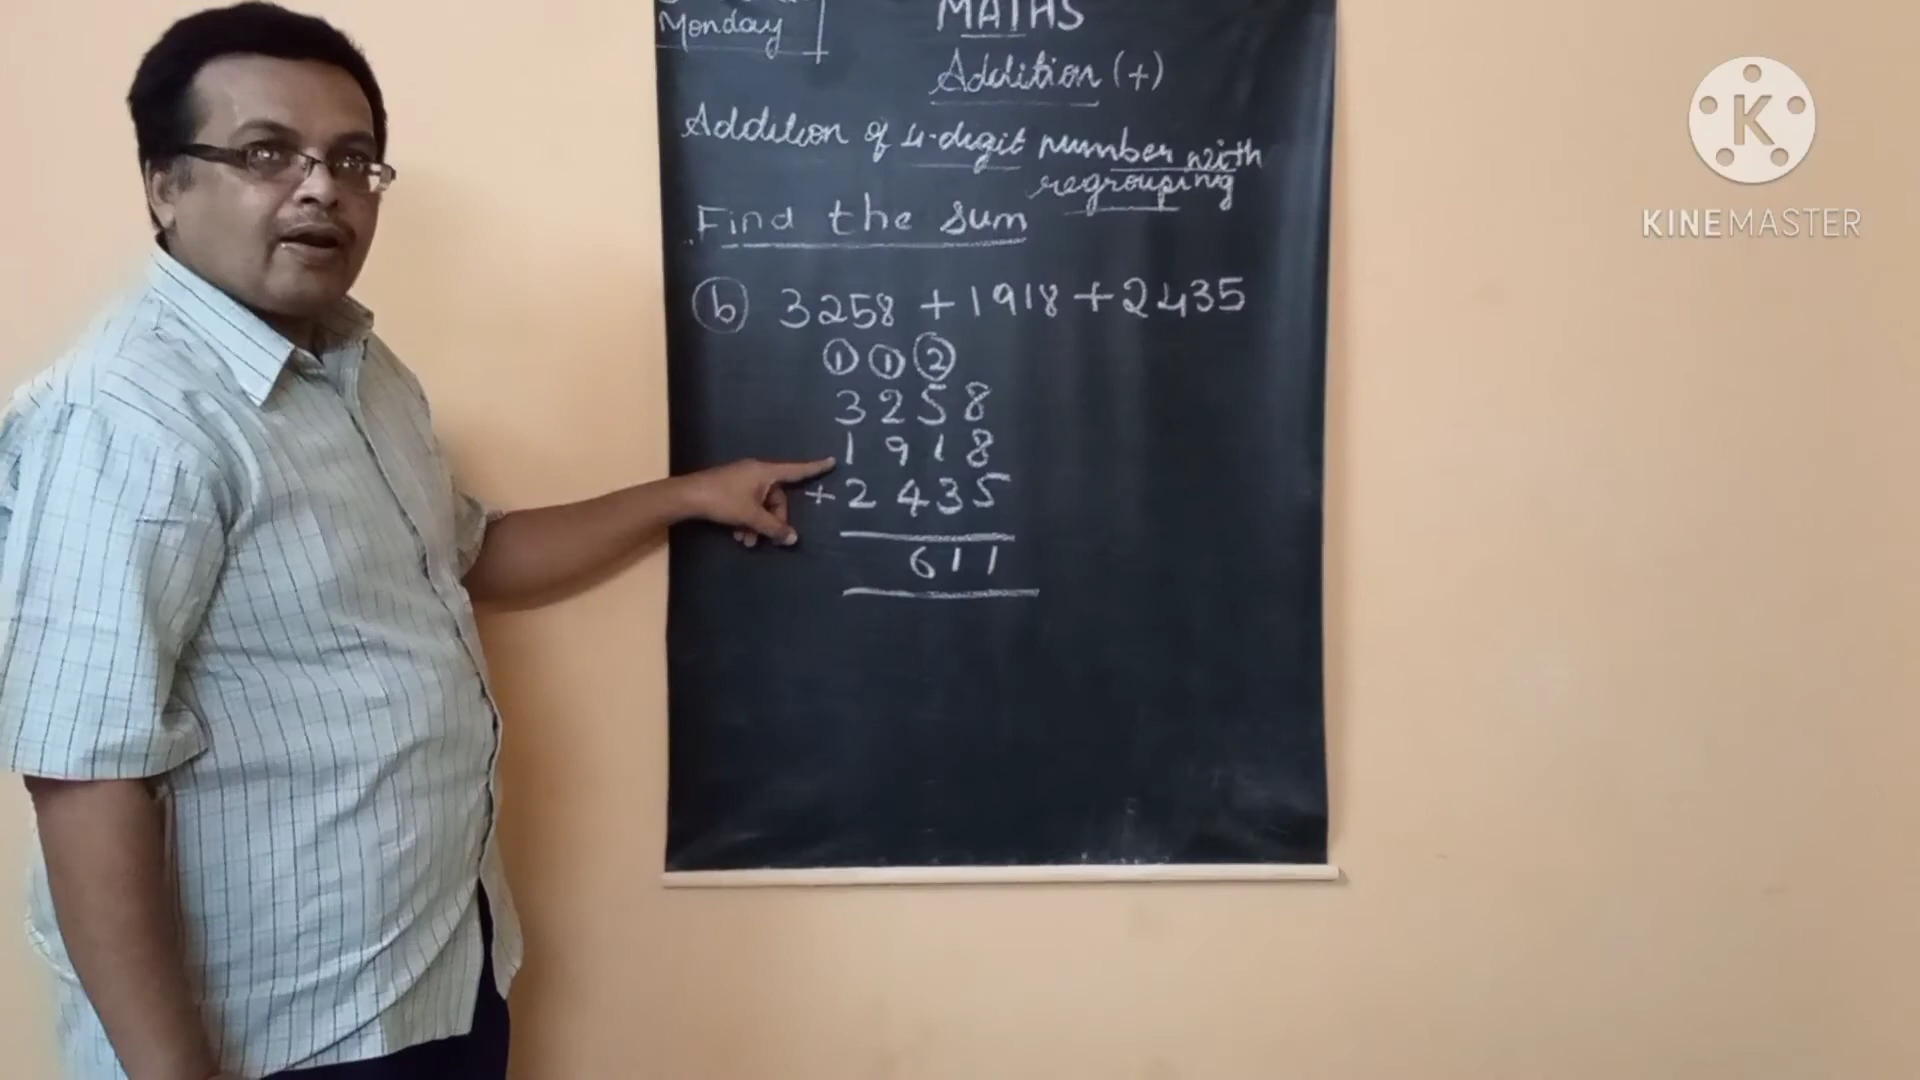 Monday
MATHS
Addition (+)
Addition of 4-digit number with
regrouping
Find the sum
(b) 3258 + 1918 + 2435
1 1 2
3258
1918
+ 2435
611
K
KINEMASTER